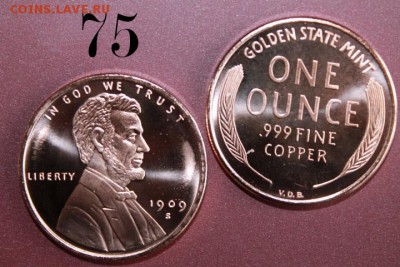 COINS.LAVE.RU
75
IN GOD WE TRUST
LIBERTY
1909
S
GOLDEN STATE MINT
ONE
OUNCE
.999 FINE
COPPER
V.D.B.